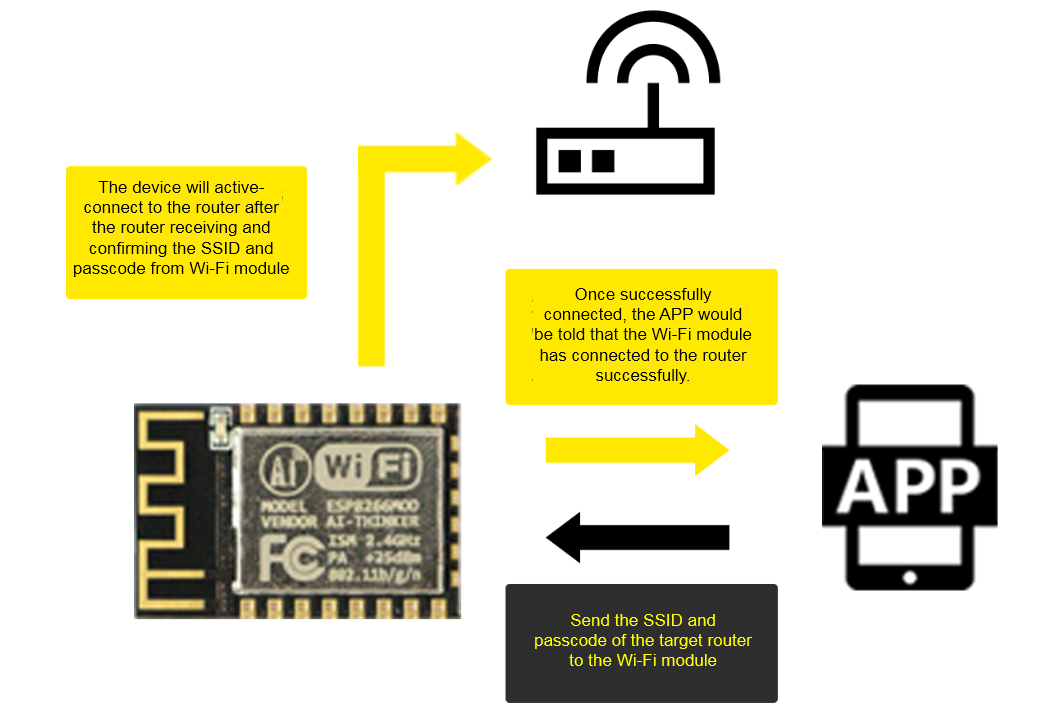 The device will active-
connect to the router after
the router receiving and
confirming the SSID and
passcode from Wi-Fi module
Once successfully
connected, the APP would
be told that the Wi-Fi module
has connected to the router
successfully.
AI WiFi
MODEL ESP8266MOD
VENDOR AI-THINKER
FC ISM 2.4GHz
PA +25dBm
802.11b/g/n
APP
Send the SSID and
passcode of the target router
to the Wi-Fi module